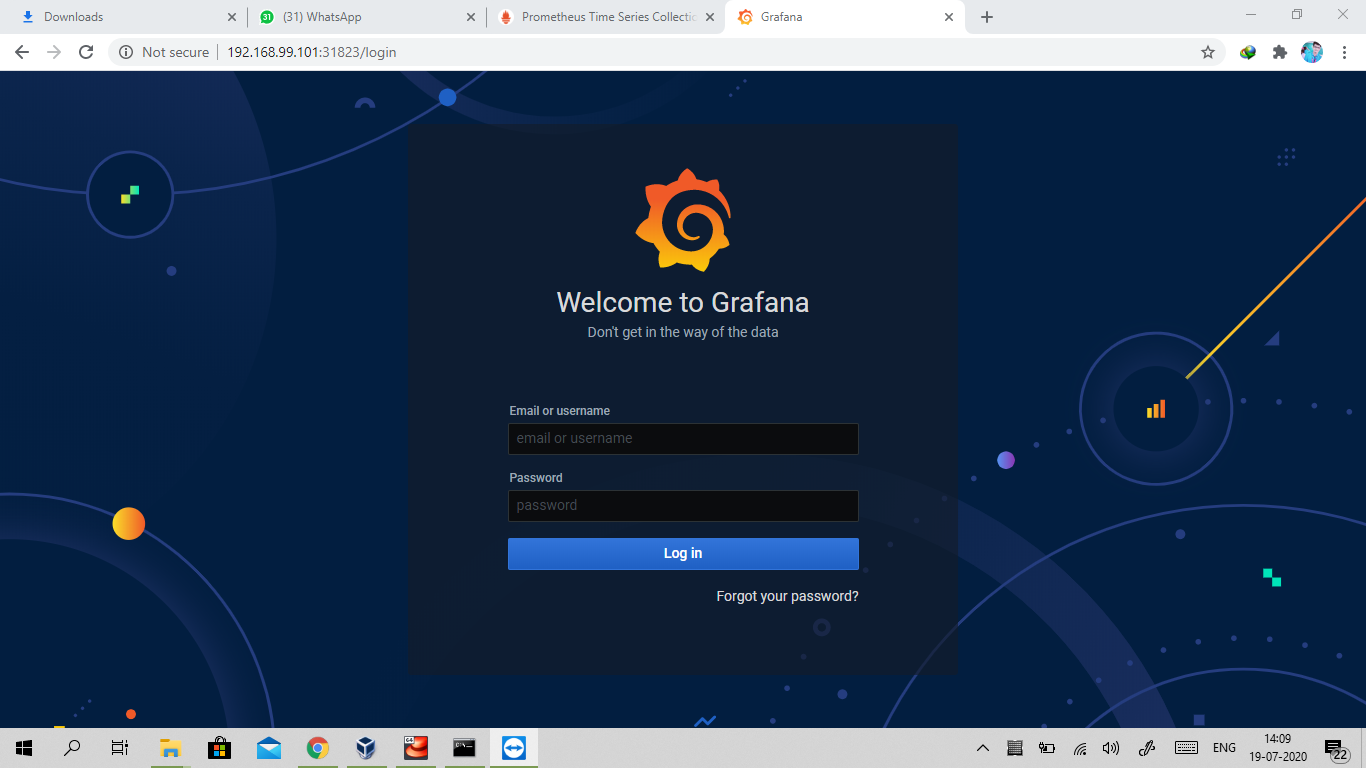 Downloads
31
(31) WhatsApp
Prometheus Time Series Collectio
Grafana
Not secure
192.168.99.101:31823/login
Welcome to Grafana
Don't get in the way of the data
Email or username
email or username
Password
password
Log in
Forgot your password?
ENG
14:09
19-07-2020
22